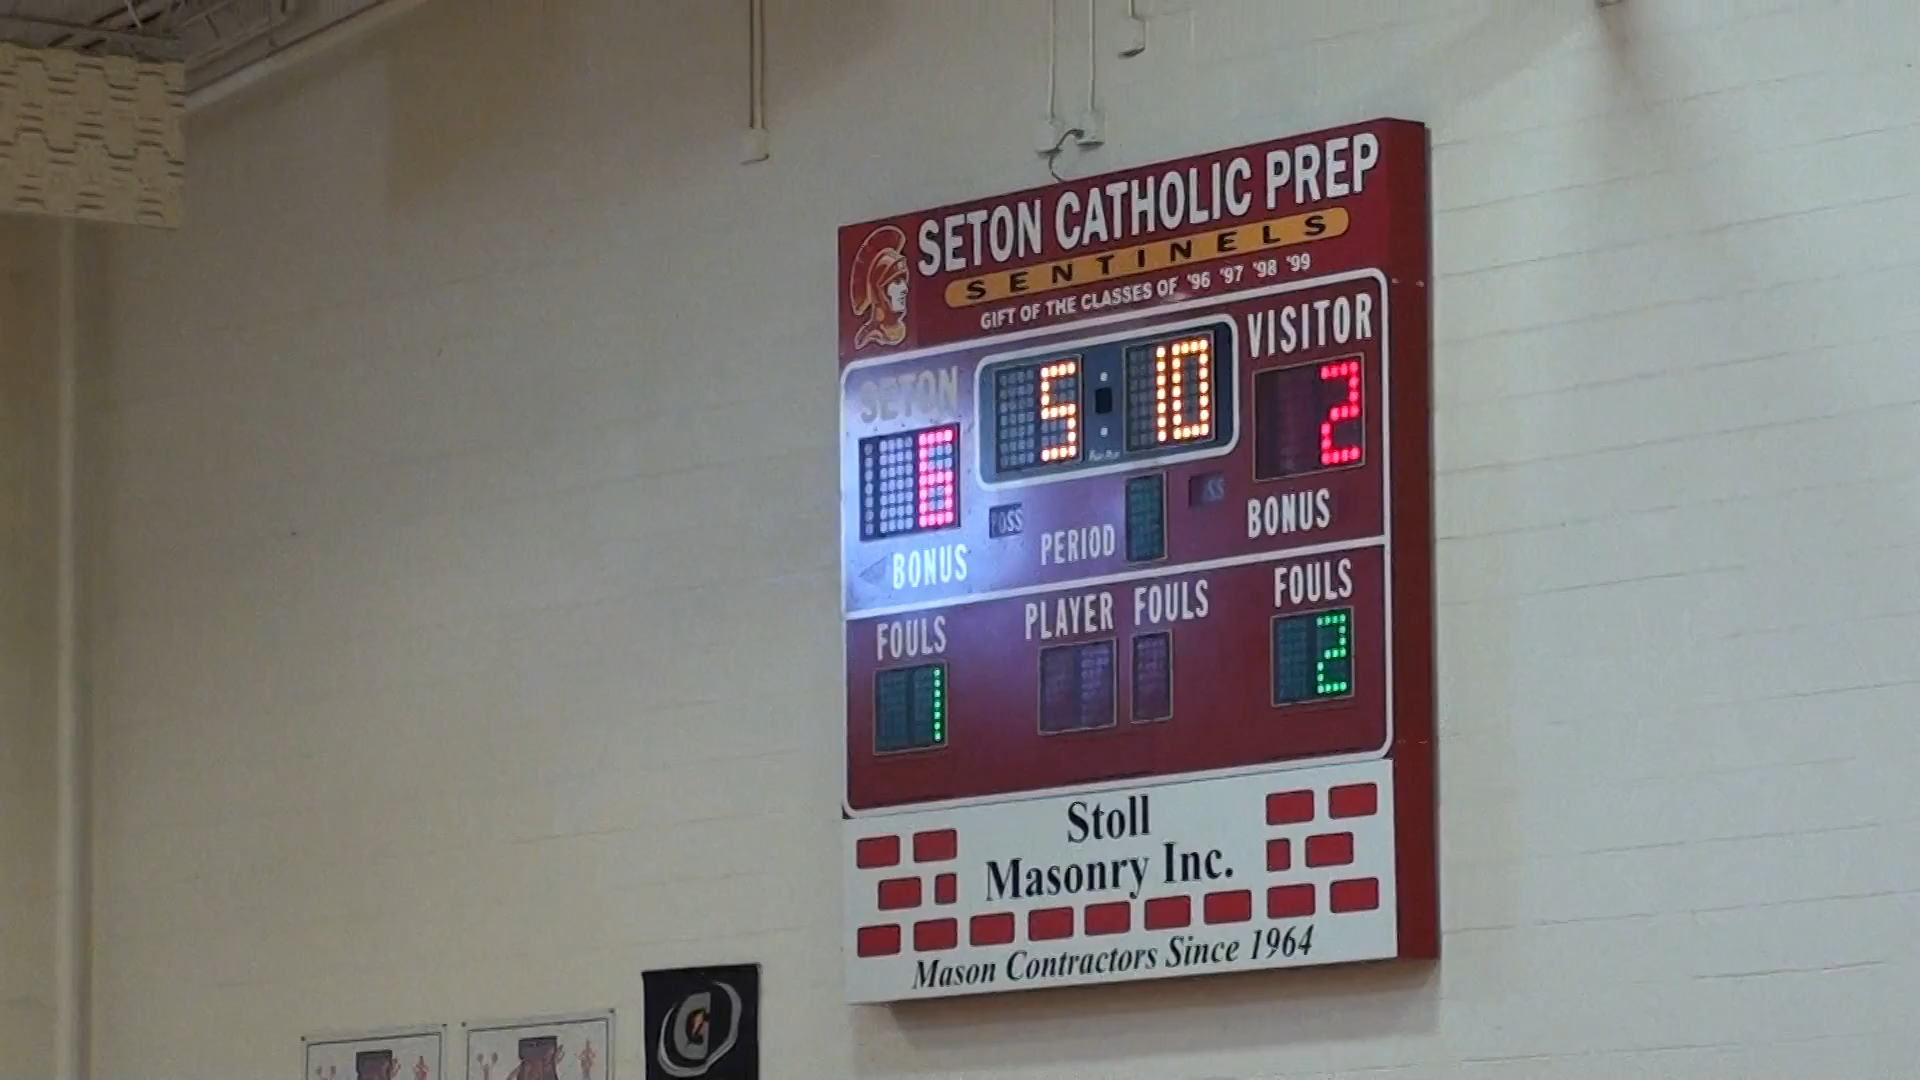 SETON CATHOLIC PREP
SENTINELS
GIFT OF THE CLASSES OF '96 '97 '98 '99
VISITOR
SETON
5:10
2
6
POSS
PERIOD
BONUS
BONUS
FOULS
PLAYER FOULS
FOULS
1
2
Stoll
Masonry Inc.
Mason Contractors Since 1964
G